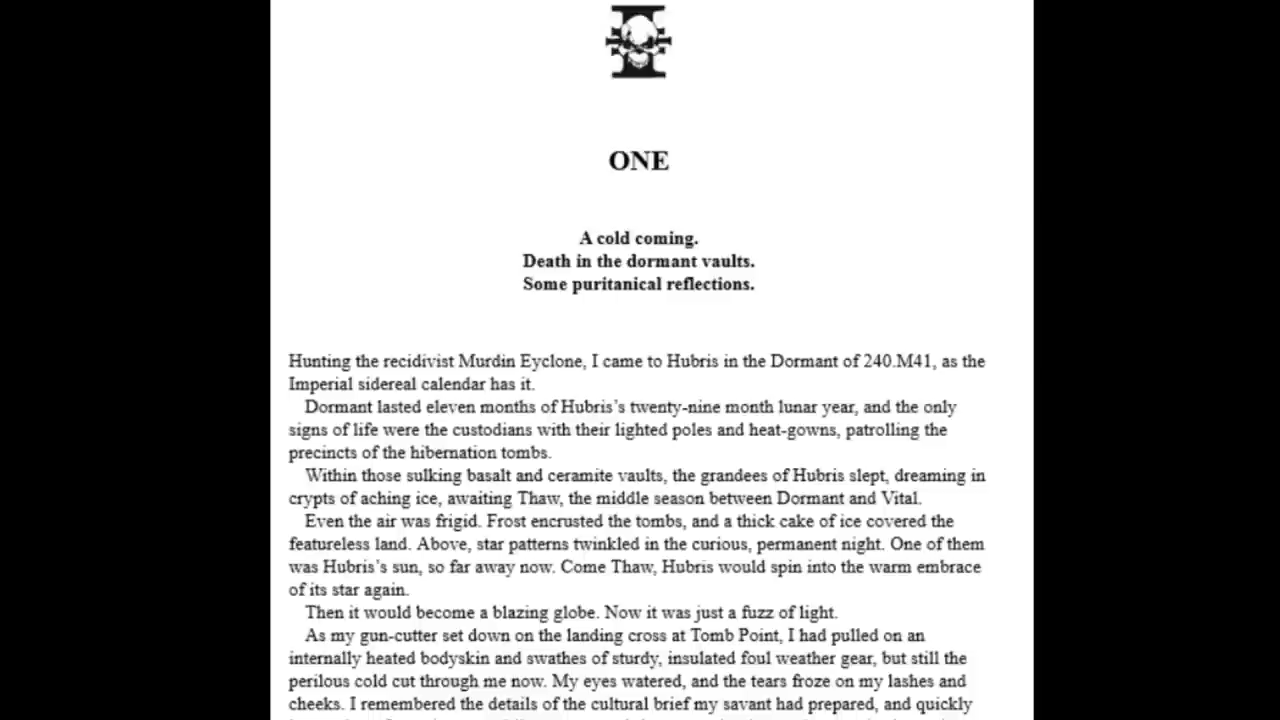 ONE
A cold coming.
Death in the dormant vaults.
Some puritanical reflections.
Hunting the recidivist Murdin Eyclone, I came to Hubris in the Dormant of 240.M41, as the
Imperial sidereal calendar has it.
Dormant lasted eleven months of Hubris's twenty-nine month lunar year, and the only
signs of life were the custodians with their lighted poles and heat-gowns, patrolling the
precincts of the hibernation tombs.
Within those sulking basalt and ceramite vaults, the grandees of Hubris slept, dreaming in
crypts of aching ice, awaiting Thaw, the middle season between Dormant and Vital.
Even the air was frigid. Frost encrusted the tombs, and a thick cake of ice covered the
featureless land. Above, star patterns twinkled in the curious, permanent night. One of them
was Hubris's sun, so far away now. Come Thaw, Hubris would spin into the warm embrace
of its star again.
Then it would become a blazing globe. Now it was just a fuzz of light.
As my gun-cutter set down on the landing cross at Tomb Point, I had pulled on an
internally heated bodyskin and swathes of sturdy, insulated foul weather gear, but still the
perilous cold cut through me now. My eyes watered, and the tears froze on my lashes and
cheeks. I remembered the details of the cultural brief my savant had prepared, and quickly